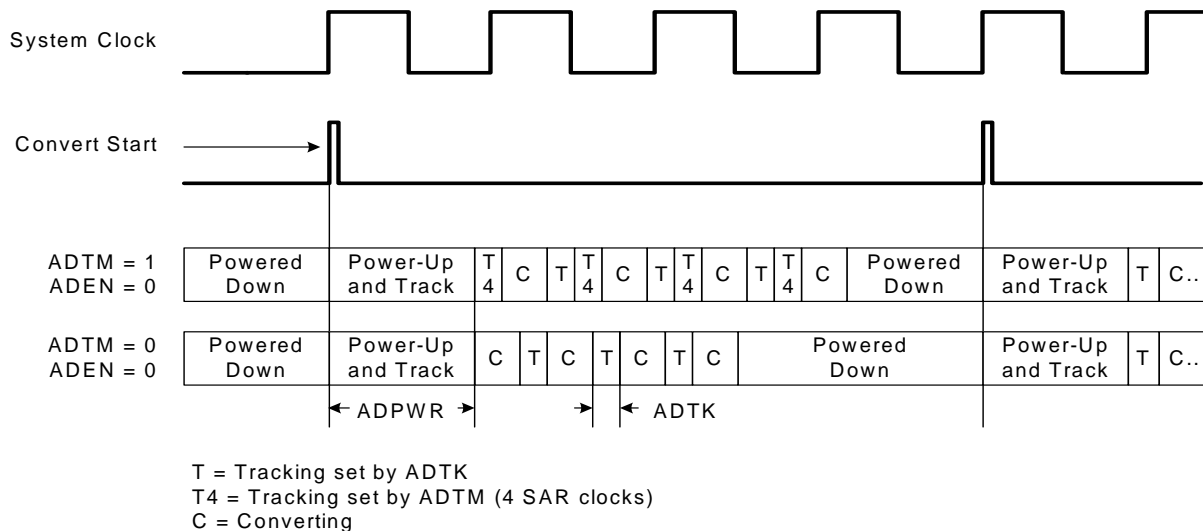 System Clock
Convert Start
ADTM = 1
ADEN = 0
Powered
Down
Power-Up
and Track
T
4
C
T
T
4
C
T
T
4
C
T
T
4
C
Powered
Down
Power-Up
and Track
T
C..
ADTM = 0
ADEN = 0
Powered
Down
Power-Up
and Track
C
T
C
T
C
T
C
Powered
Down
Power-Up
and Track
T
C..
ADPWR
ADTK
T = Tracking set by ADTK
T4 = Tracking set by ADTM (4 SAR clocks)
C = Converting